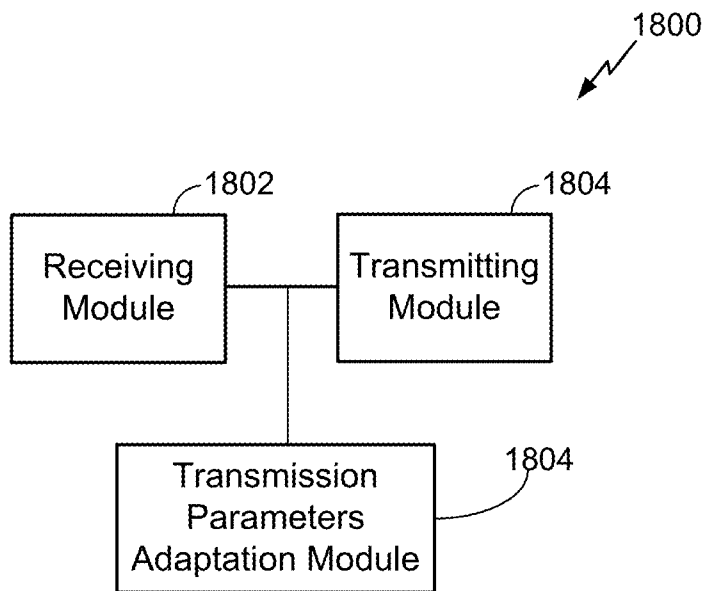 1800
1802
1804
Receiving
Module
Transmitting
Module
1804
Transmission
Parameters
Adaptation Module